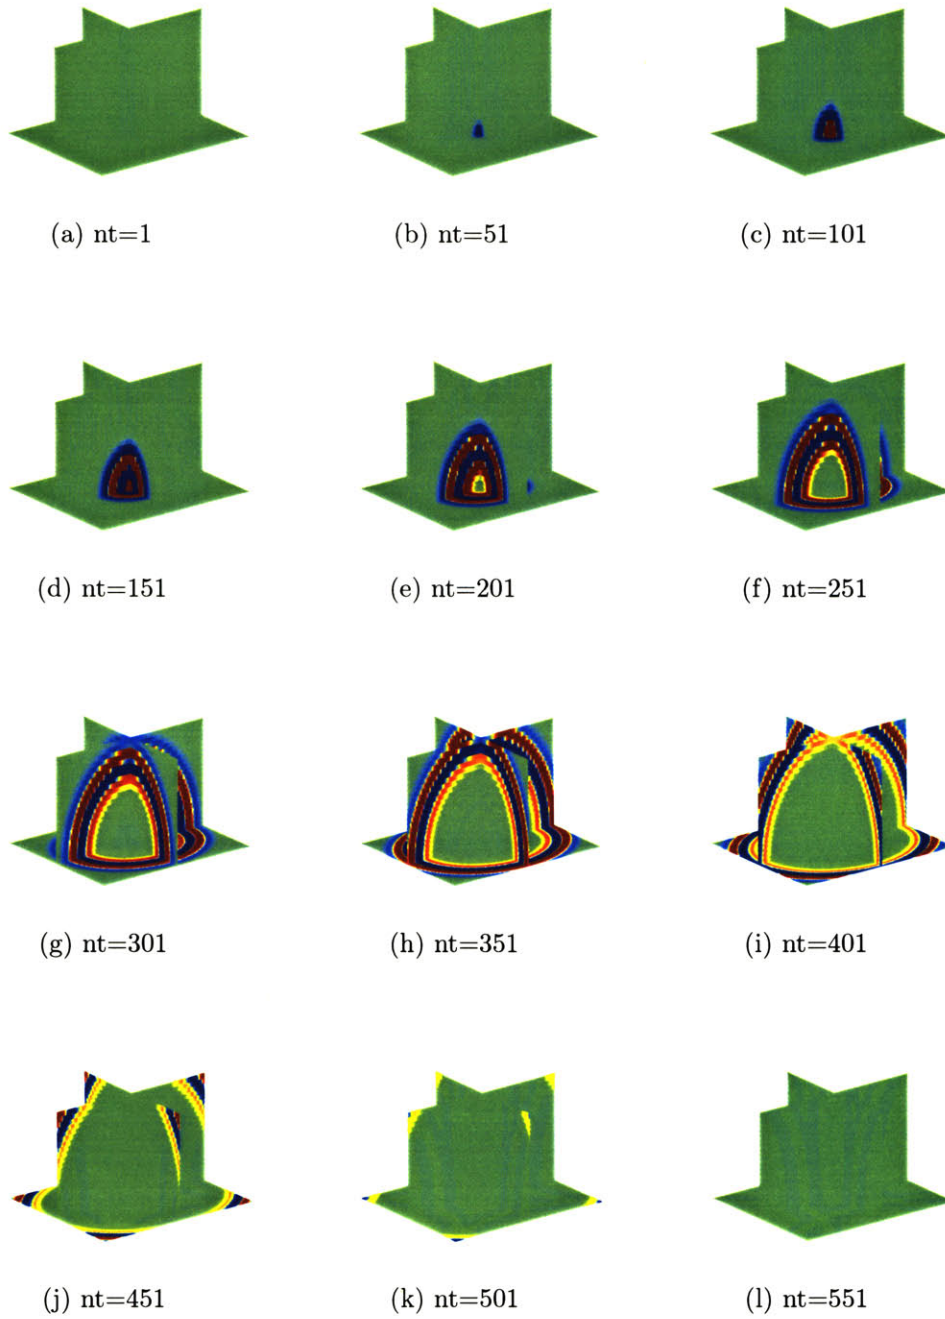 (a) nt=1
(b) nt=51
(c) nt=101
(d) nt=151
(e) nt=201
(f) nt=251
(g) nt=301
(h) nt=351
(i) nt=401
(j) nt=451
(k) nt=501
(l) nt=551